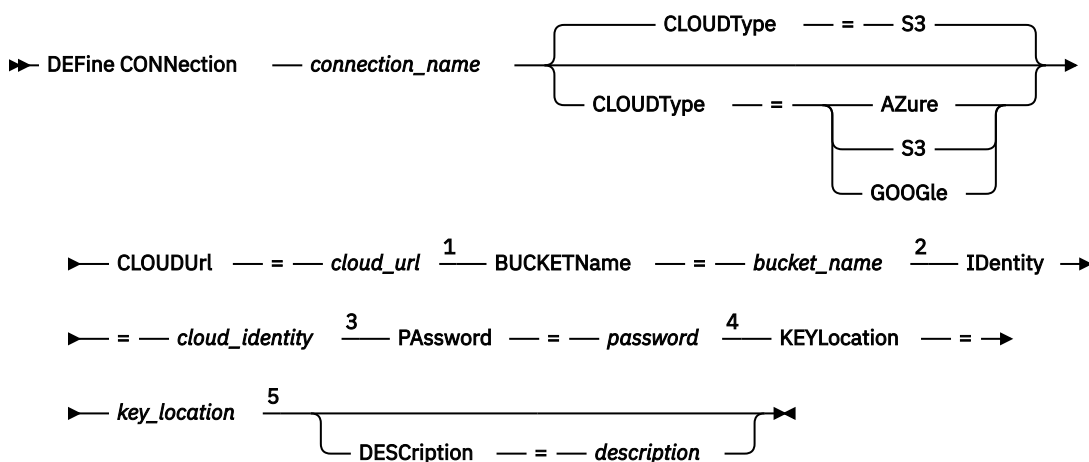 CLOUDType = S3
DEFine CONNection connection_name
CLOUDType = AZure
S3
GOOGle
CLOUDUrl = cloud_url 1 BUCKETName = bucket_name 2 IDentity
= cloud_identity 3 PAssword = password 4 KEYLocation =
key_location 5
DESCription = description